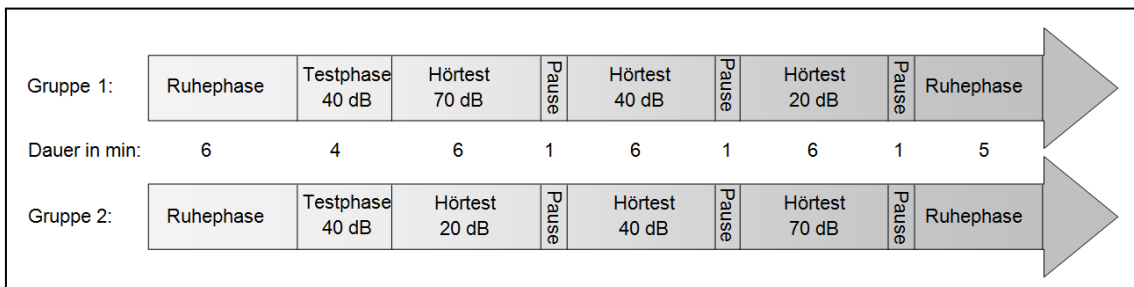 Gruppe 1:
Ruhephase
Testphase
40 dB
Hörtest
70 dB
Pause
Hörtest
40 dB
Pause
Hörtest
20 dB
Pause
Ruhephase
Dauer in min: 6 4 6 1 6 1 6 1 5
Gruppe 2:
Ruhephase
Testphase
40 dB
Hörtest
20 dB
Pause
Hörtest
40 dB
Pause
Hörtest
70 dB
Pause
Ruhephase